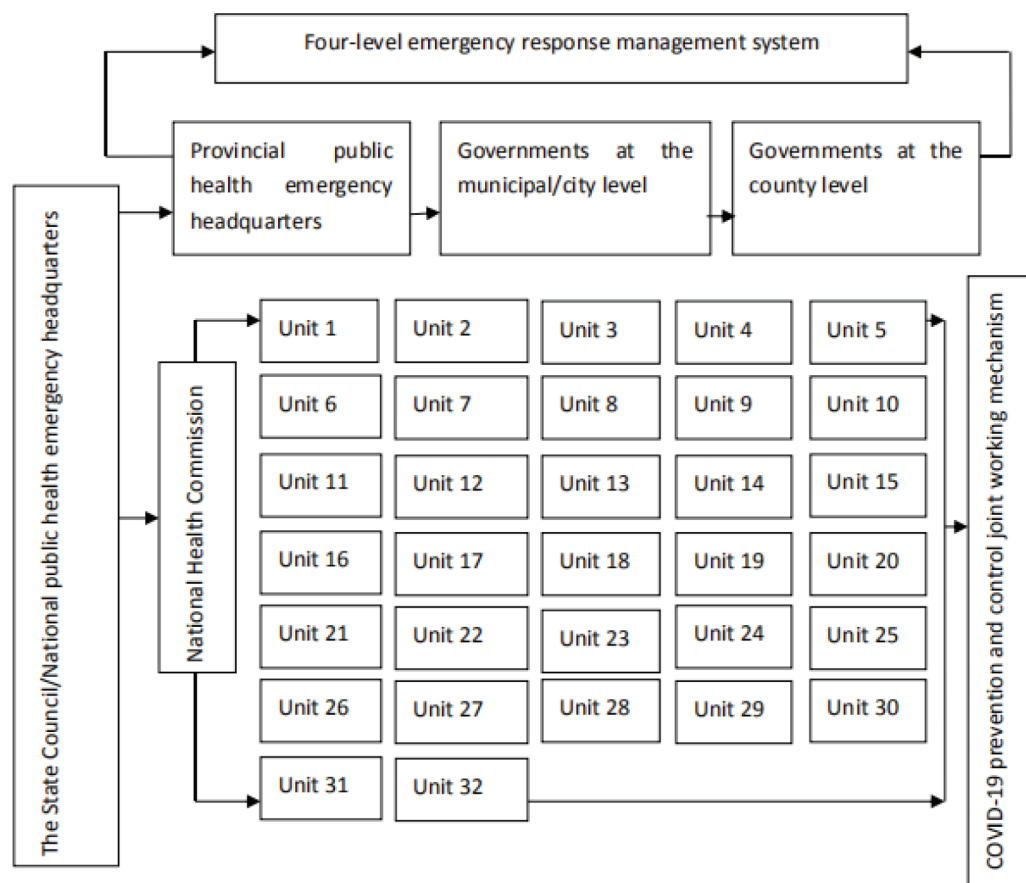 Four-level emergency response management system
Provincial public
health emergency
headquarters
Governments at the
municipal/city level
Governments at the
county level
The State Council/National public health emergency headquarters
National Health Commission
Unit 1
Unit 2
Unit 3
Unit 4
Unit 5
Unit 6
Unit 7
Unit 8
Unit 9
Unit 10
Unit 11
Unit 12
Unit 13
Unit 14
Unit 15
Unit 16
Unit 17
Unit 18
Unit 19
Unit 20
Unit 21
Unit 22
Unit 23
Unit 24
Unit 25
Unit 26
Unit 27
Unit 28
Unit 29
Unit 30
Unit 31
Unit 32
COVID-19 prevention and control joint working mechanism